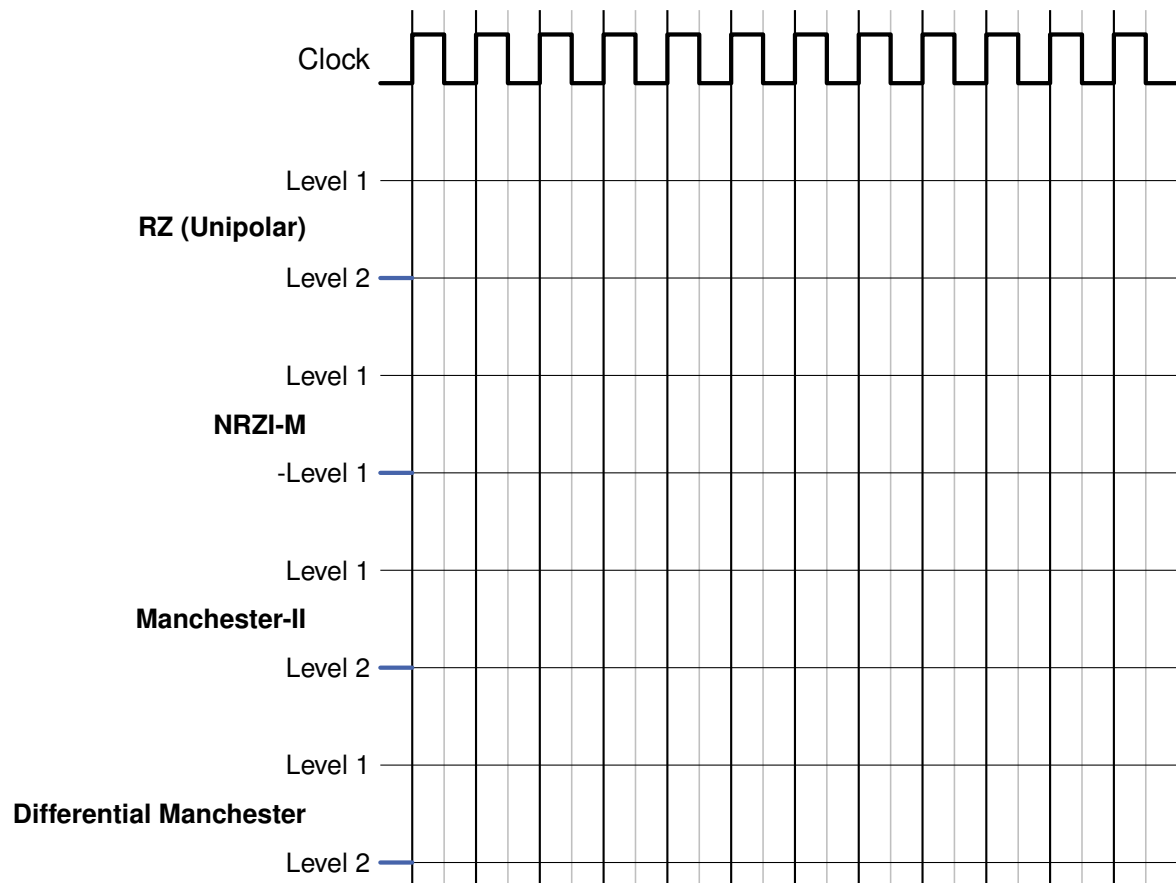 Clock
Level 1
RZ (Unipolar)
Level 2
Level 1
NRZI-M
-Level 1
Level 1
Manchester-II
Level 2
Level 1
Differential Manchester
Level 2